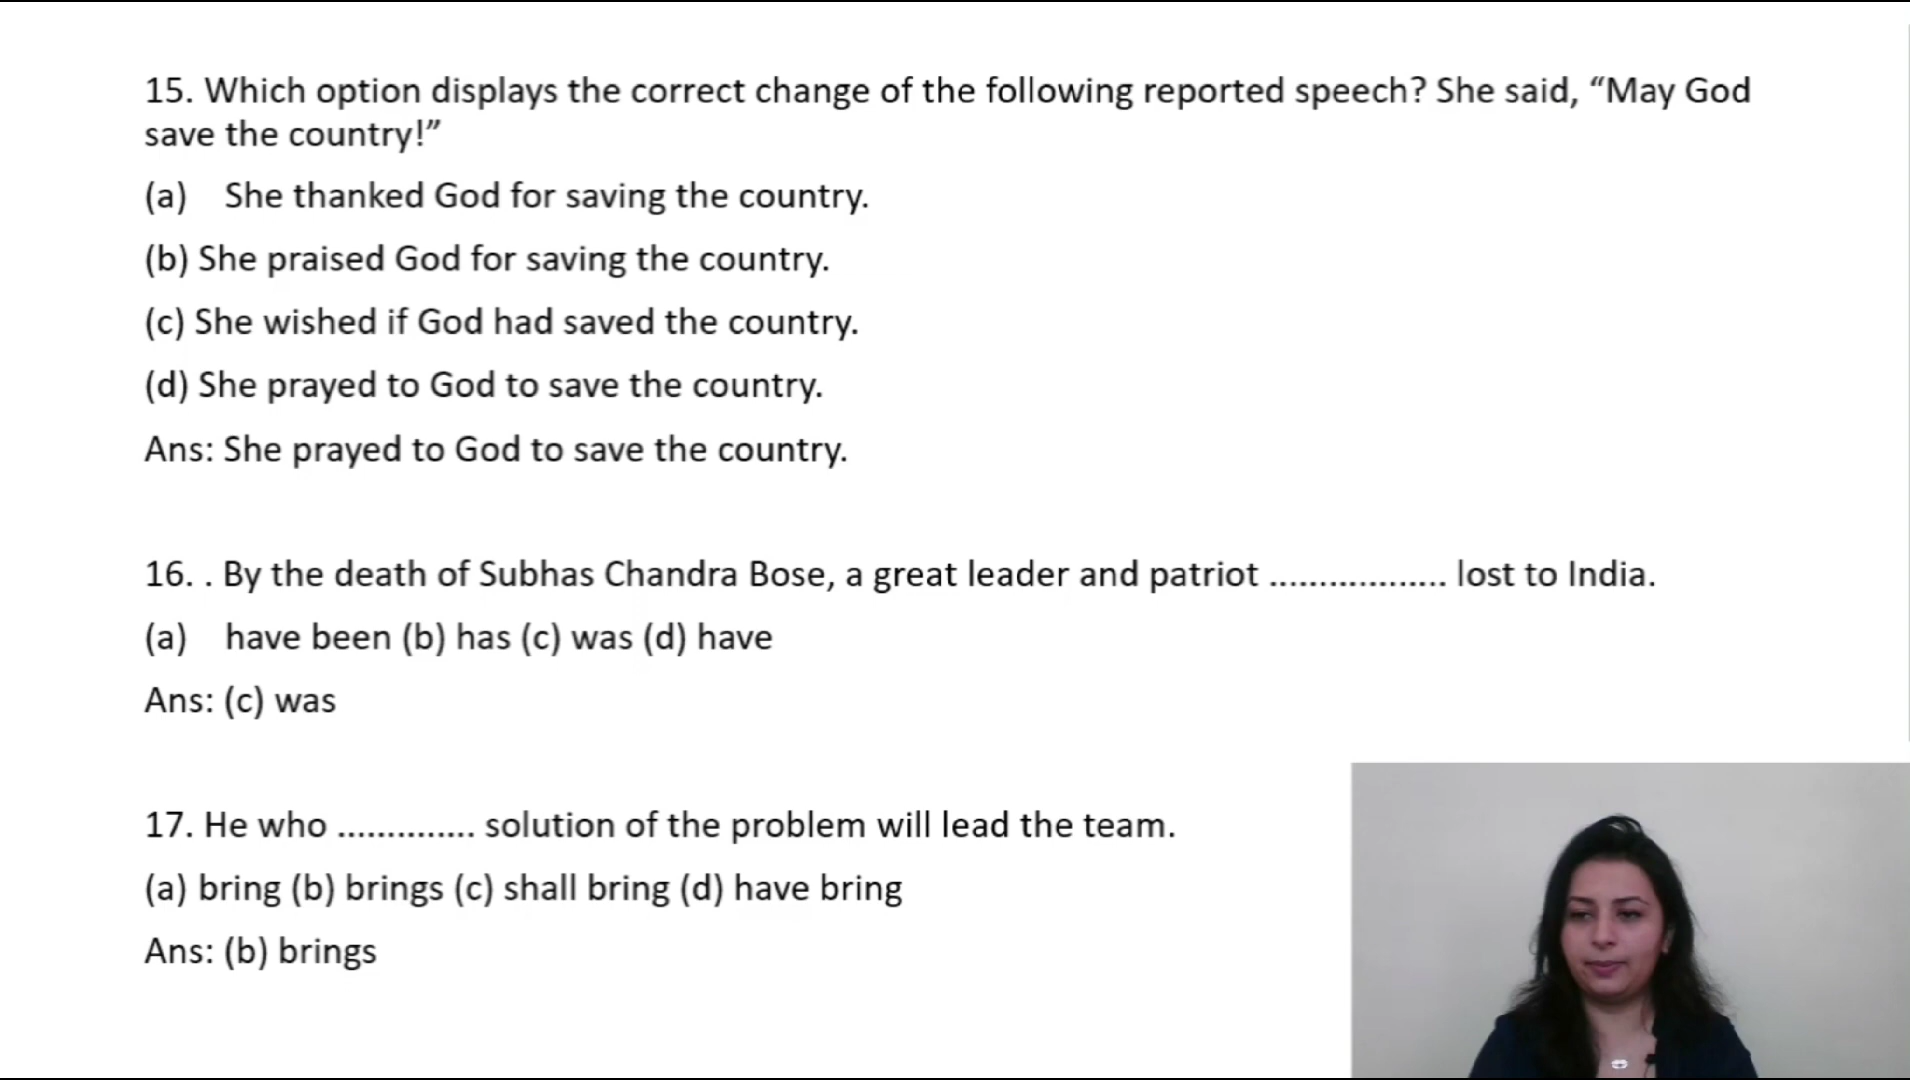 15. Which option displays the correct change of the following reported speech? She said, “May God
save the country!”
(a) She thanked God for saving the country.
(b) She praised God for saving the country.
(c) She wished if God had saved the country.
(d) She prayed to God to save the country.
Ans: She prayed to God to save the country.
16. . By the death of Subhas Chandra Bose, a great leader and patriot .................. lost to India.
(a) have been (b) has (c) was (d) have
Ans: (c) was
17. He who .............. solution of the problem will lead the team.
(a) bring (b) brings (c) shall bring (d) have bring
Ans: (b) brings